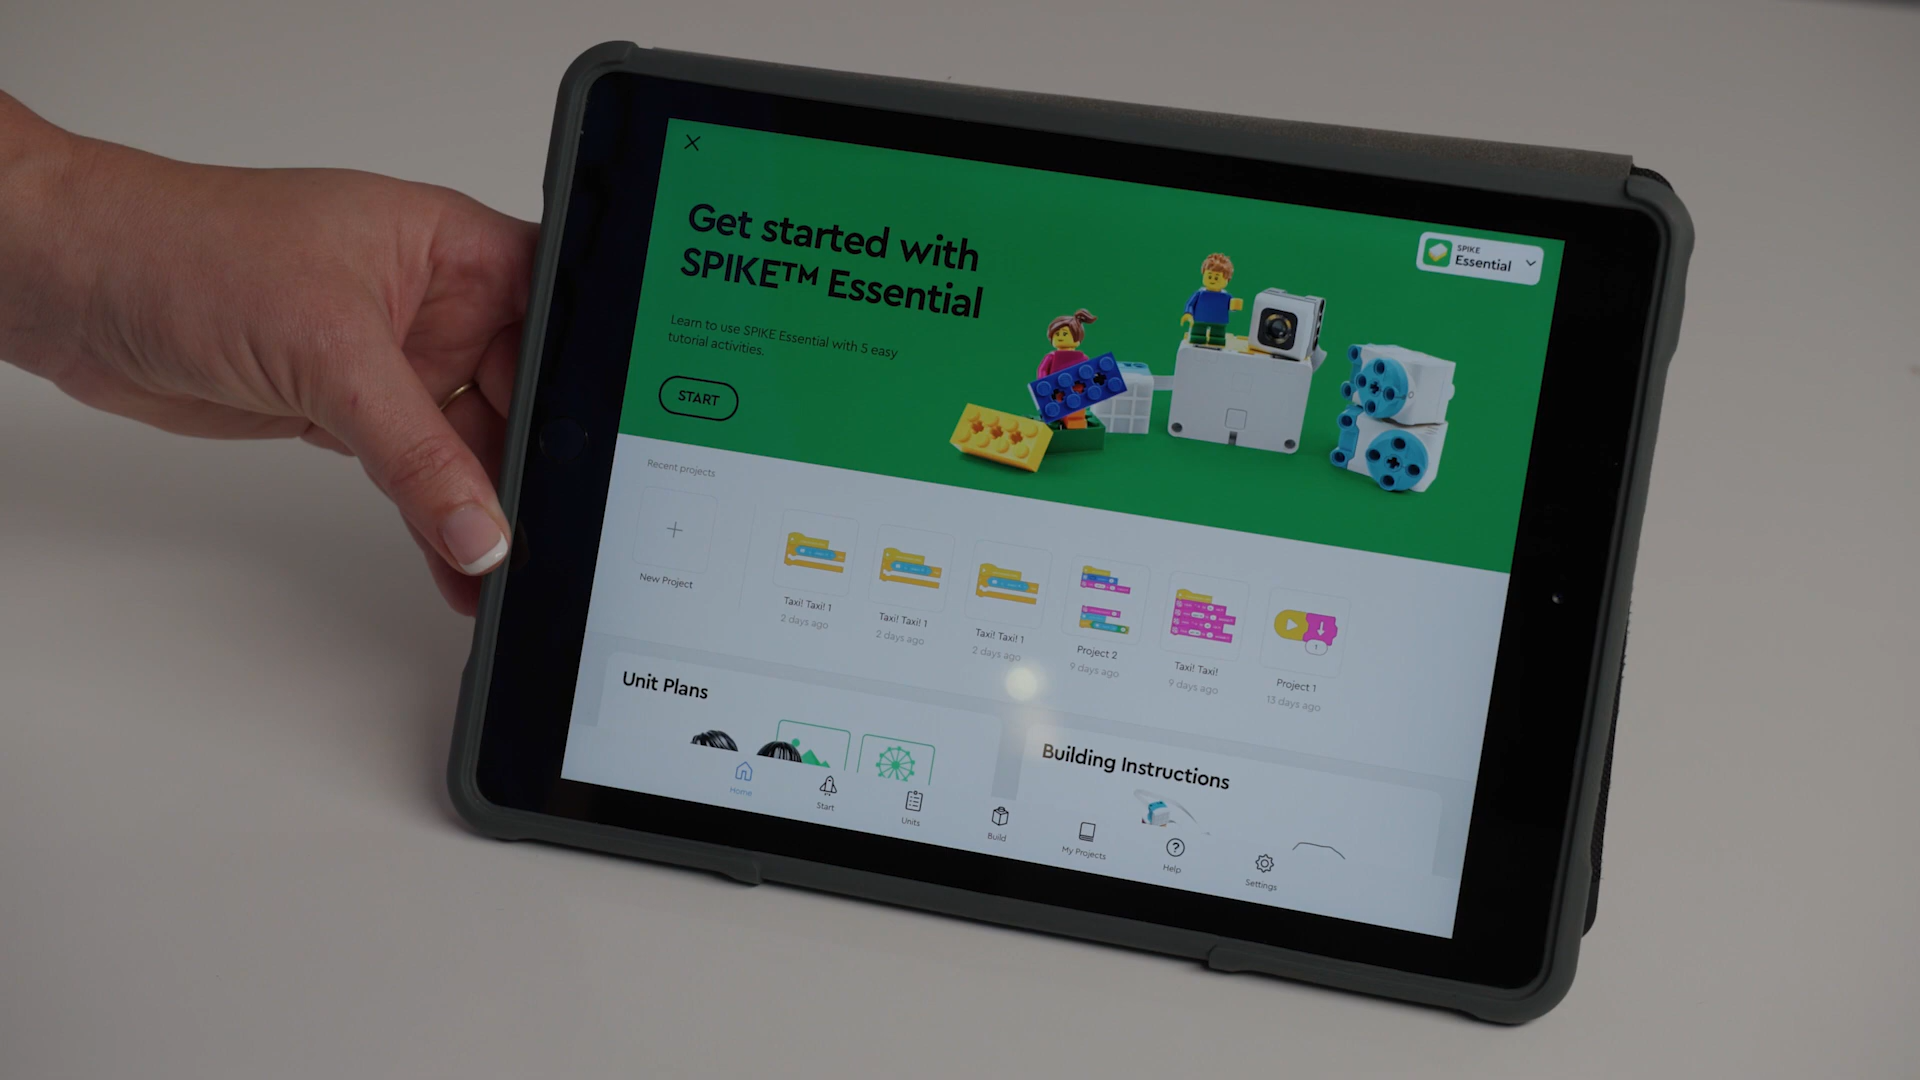 Get started with
SPIKE™ Essential
Learn to use SPIKE Essential with 5 easy
tutorial activities.
START
SPIKE
Essential
Recent projects
New Project
Taxi! Taxi! 1
2 days ago
Taxi! Taxi! 1
2 days ago
Taxi! Taxi! 1
2 days ago
Project 2
9 days ago
Taxi! Taxi!
9 days ago
1
Project 1
13 days ago
Unit Plans
Building Instructions
Home
Start
Units
Build
My Projects
Help
Settings